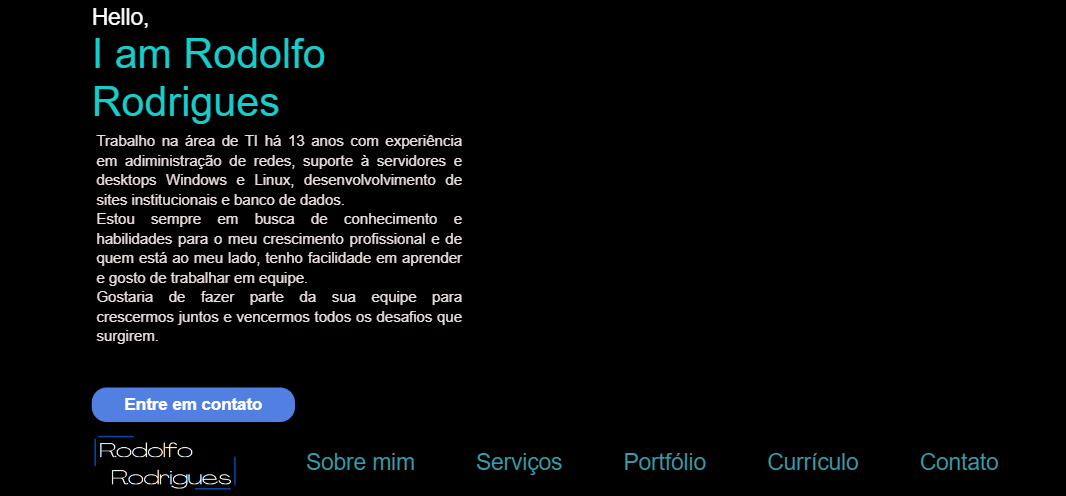 Hello,
I am Rodolfo
Rodrigues
Trabalho na área de TI há 13 anos com experiência
em adiministração de redes, suporte à servidores e
desktops Windows e Linux, desenvolvolvimento de
sites institucionais e banco de dados.
Estou sempre em busca de conhecimento e
habilidades para o meu crescimento profissional e de
quem está ao meu lado, tenho facilidade em aprender
e gosto de trabalhar em equipe.
Gostaria de fazer parte da sua equipe para
crescermos juntos e vencermos todos os desafios que
surgirem.
Entre em contato
Rodolfo
Rodrigues
Sobre mim Serviços Portfólio Currículo Contato